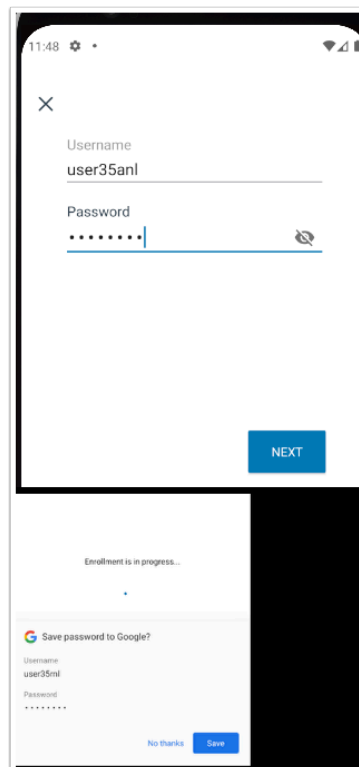 11:48
Username
user35anl
Password
••••••••
NEXT
Enrollment is in progress...
Save password to Google?
Username
user35ml
Password
••••••••
No thanks Save